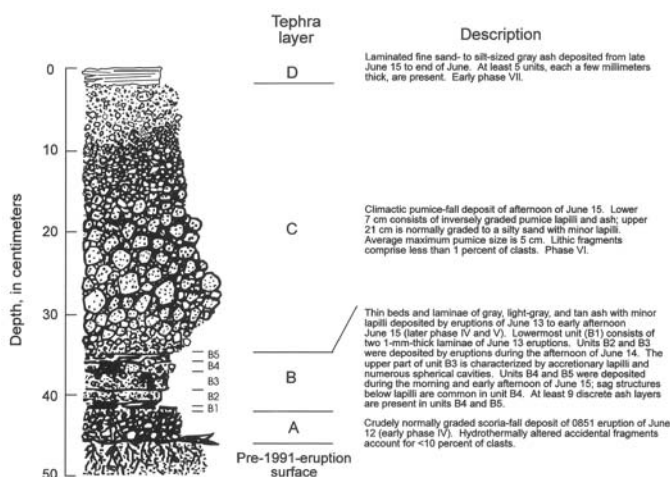 Tephra
layer
Description
0
10
20
30
40
50
Depth, in centimeters
D
Laminated fine sand- to silt-sized gray ash deposited from late
June 15 to end of June. At least 5 units, each a few millimeters
thick, are present. Early phase VII.
C
Climactic pumice-fall deposit of afternoon of June 15. Lower
7 cm consists of inversely graded pumice lapilli and ash; upper
21 cm is normally graded to a silty sand with minor lapilli.
Average maximum pumice size is 5 cm. Lithic fragments
comprise less than 1 percent of clasts. Phase VI.
B5
B4
B3
B2
B1
B
Thin beds and laminae of gray, light-gray, and tan ash with minor
lapilli deposited by eruptions of June 13 to early afternoon
June 15 (later phase IV and V). Lowermost unit (B1) consists of
two 1-mm-thick laminae of June 13 eruptions. Units B2 and B3
were deposited by eruptions during the afternoon of June 14. The
upper part of unit B3 is characterized by accretionary lapilli and
numerous spherical cavities. Units B4 and B5 were deposited
during the morning and early afternoon of June 15; sag structures
below lapilli are common in unit B4. At least 9 discrete ash layers
are present in units B4 and B5.
A
Crudely normally graded scoria-fall deposit of 0851 eruption of June
12 (early phase IV). Hydrothermally altered accidental fragments
account for <10 percent of clasts.
Pre-1991-eruption
surface